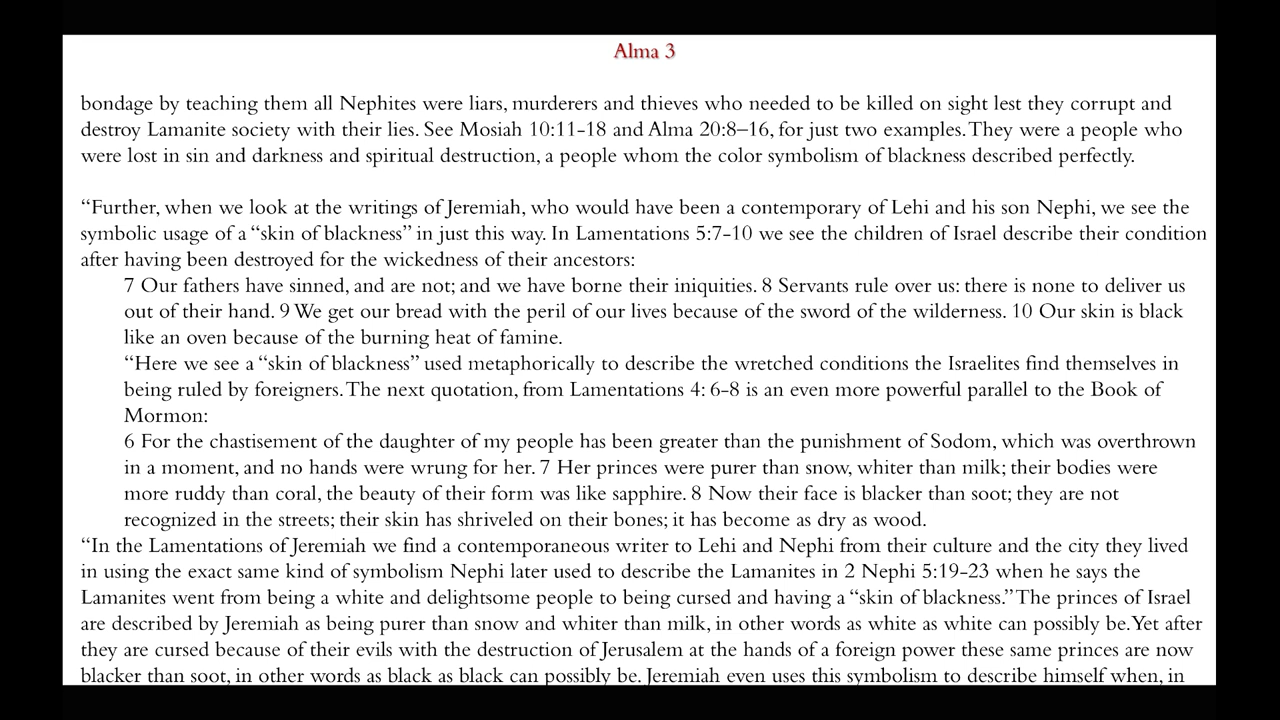 Alma 3
bondage by teaching them all Nephites were liars, murderers and thieves who needed to be killed on sight lest they corrupt and
destroy Lamanite society with their lies. See Mosiah 10:11-18 and Alma 20:8–16, for just two examples. They were a people who
were lost in sin and darkness and spiritual destruction, a people whom the color symbolism of blackness described perfectly.
“Further, when we look at the writings of Jeremiah, who would have been a contemporary of Lehi and his son Nephi, we see the
symbolic usage of a “skin of blackness” in just this way. In Lamentations 5:7-10 we see the children of Israel describe their condition
after having been destroyed for the wickedness of their ancestors:
7 Our fathers have sinned, and are not; and we have borne their iniquities. 8 Servants rule over us: there is none to deliver us
out of their hand. 9 We get our bread with the peril of our lives because of the sword of the wilderness. 10 Our skin is black
like an oven because of the burning heat of famine.
“Here we see a “skin of blackness” used metaphorically to describe the wretched conditions the Israelites find themselves in
being ruled by foreigners. The next quotation, from Lamentations 4: 6-8 is an even more powerful parallel to the Book of
Mormon:
6 For the chastisement of the daughter of my people has been greater than the punishment of Sodom, which was overthrown
in a moment, and no hands were wrung for her. 7 Her princes were purer than snow, whiter than milk; their bodies were
more ruddy than coral, the beauty of their form was like sapphire. 8 Now their face is blacker than soot; they are not
recognized in the streets; their skin has shriveled on their bones; it has become as dry as wood.
“In the Lamentations of Jeremiah we find a contemporaneous writer to Lehi and Nephi from their culture and the city they lived
in using the exact same kind of symbolism Nephi later used to describe the Lamanites in 2 Nephi 5:19-23 when he says the
Lamanites went from being a white and delightsome people to being cursed and having a “skin of blackness.” The princes of Israel
are described by Jeremiah as being purer than snow and whiter than milk, in other words as white as white can possibly be. Yet after
they are cursed because of their evils with the destruction of Jerusalem at the hands of a foreign power these same princes are now
blacker than soot, in other words as black as black can possibly be. Jeremiah even uses this symbolism to describe himself when, in